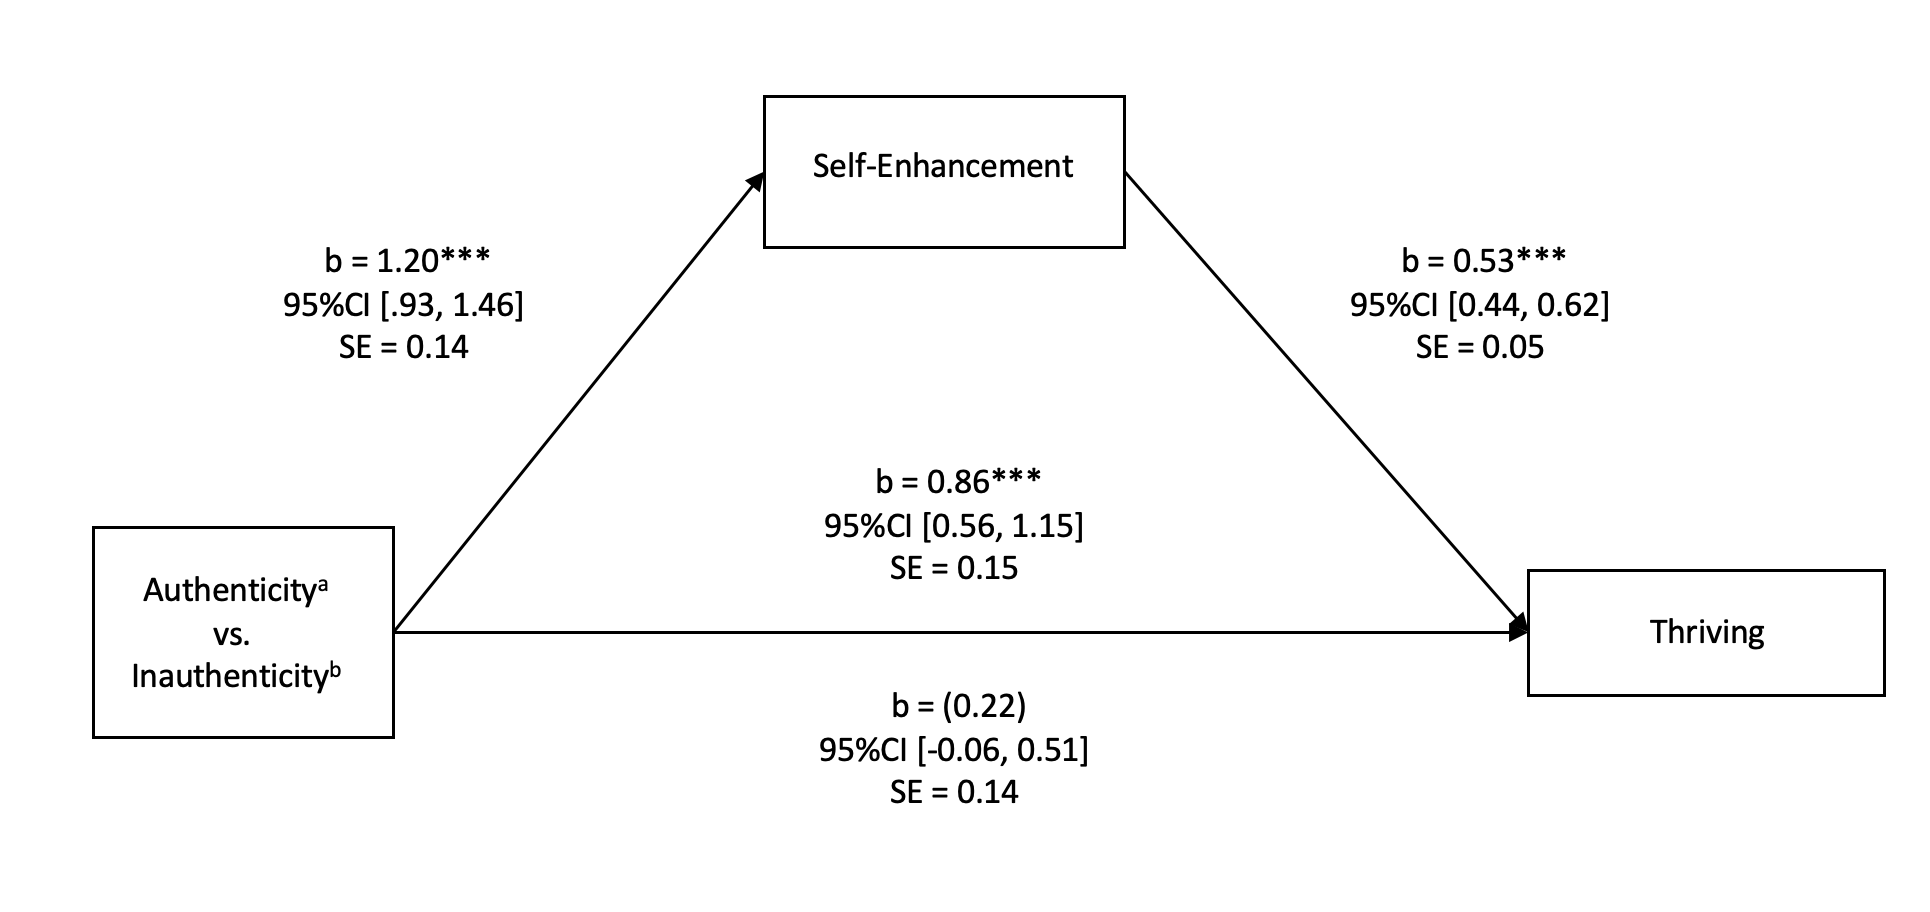 Self-Enhancement
b = 1.20***
95%CI [.93, 1.46]
SE = 0.14
b = 0.53***
95%CI [0.44, 0.62]
SE = 0.05
b = 0.86***
95%CI [0.56, 1.15]
SE = 0.15
Authenticityᵃ
vs.
Inauthenticityᵇ
Thriving
b = (0.22)
95%CI [-0.06, 0.51]
SE = 0.14